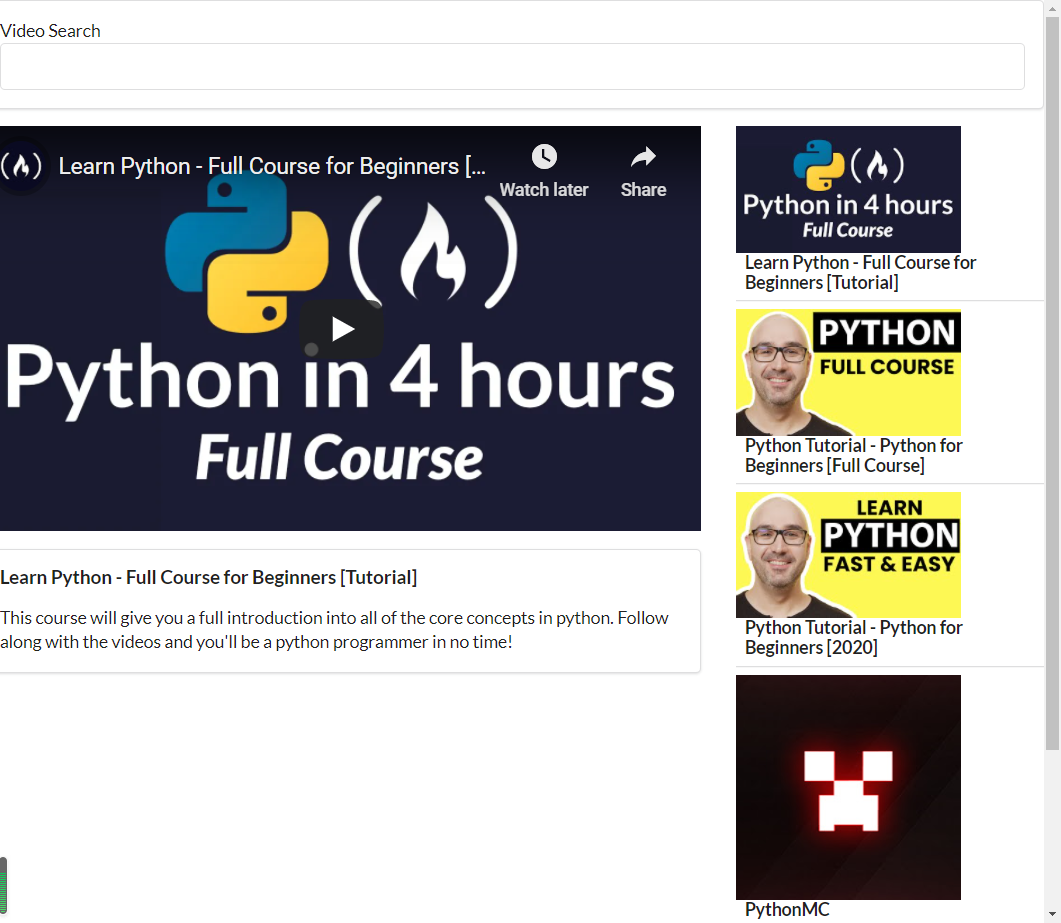 Video Search
Learn Python - Full Course for Beginners [...
Watch later
Share
Python in 4 hours
Full Course
Learn Python - Full Course for Beginners [Tutorial]
This course will give you a full introduction into all of the core concepts in python. Follow
along with the videos and you'll be a python programmer in no time!
Python in 4 hours
Full Course
Learn Python - Full Course for
Beginners [Tutorial]
PYTHON
FULL COURSE
Python Tutorial - Python for
Beginners [Full Course]
LEARN
PYTHON
FAST & EASY
Python Tutorial - Python for
Beginners [2020]
PythonMC